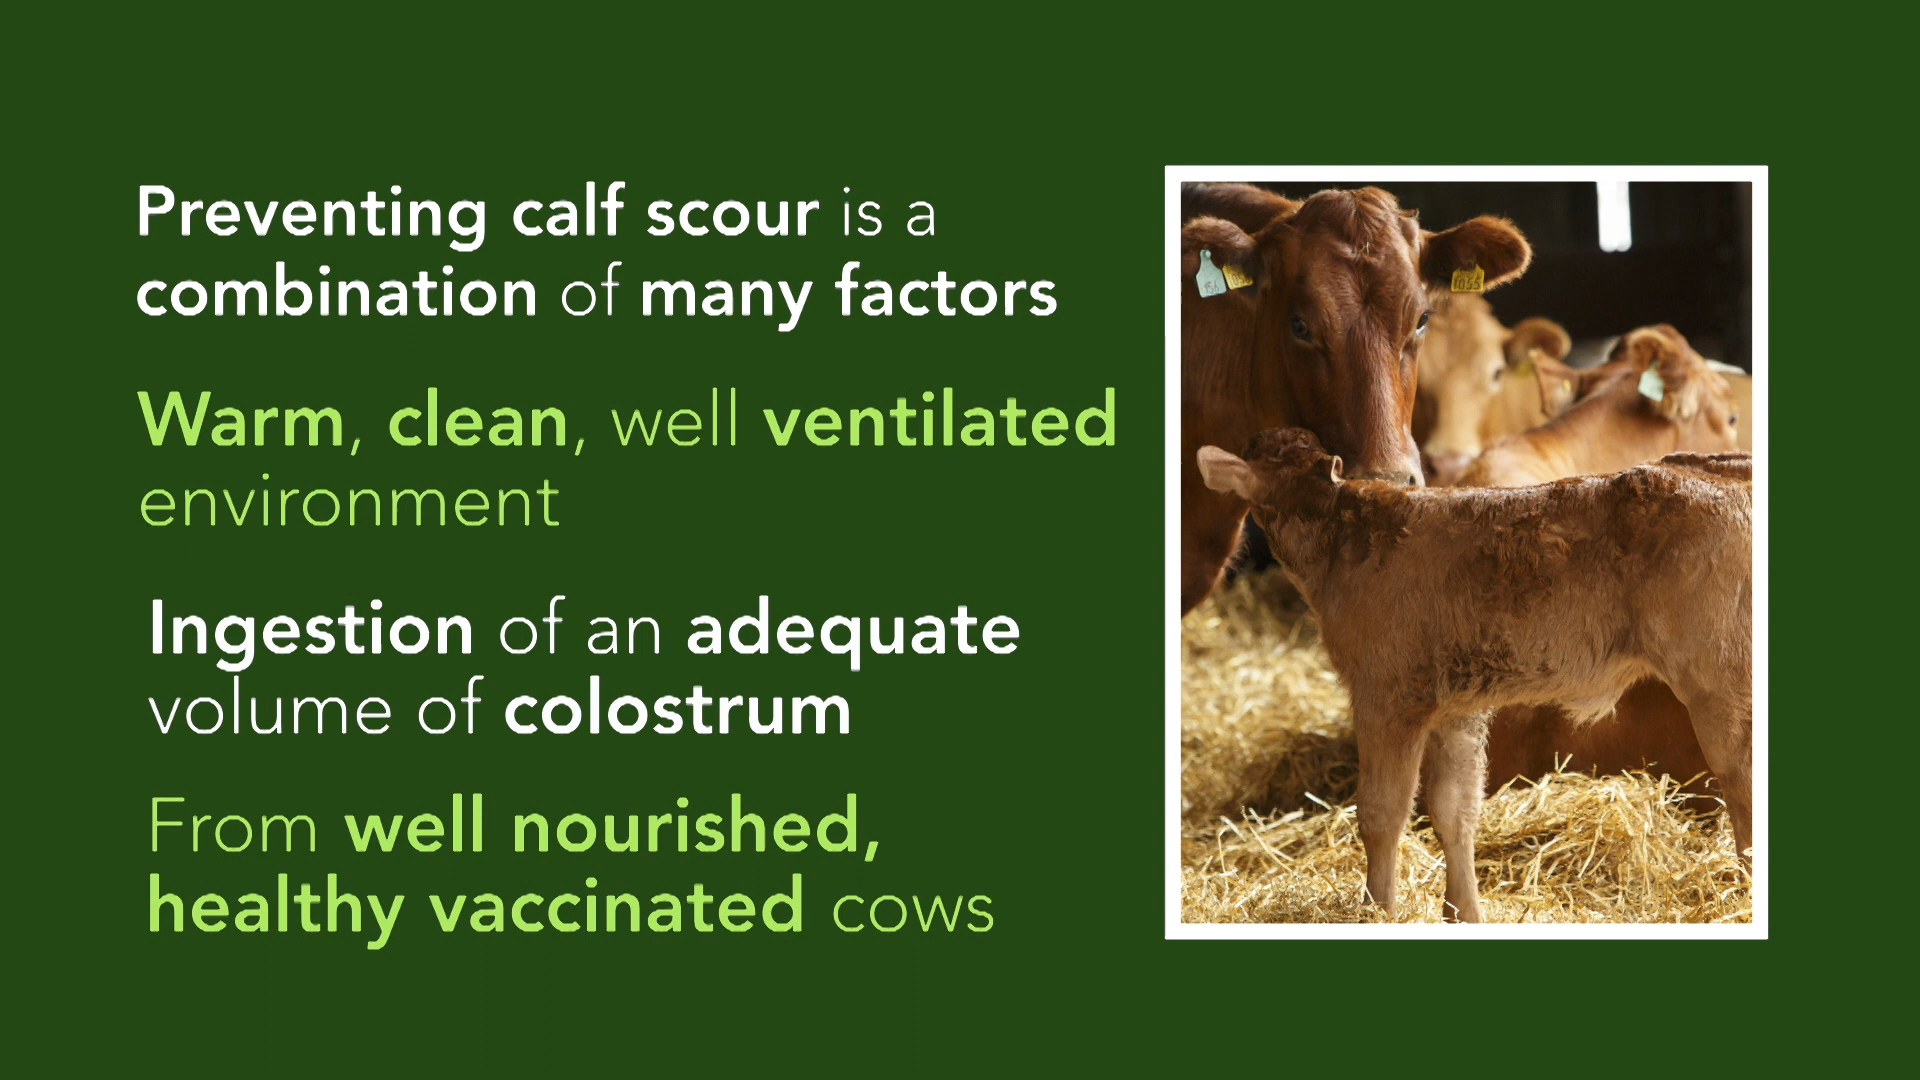 Preventing calf scour is a
combination of many factors
Warm, clean, well ventilated
environment
Ingestion of an adequate
volume of colostrum
From well nourished,
healthy vaccinated cows
1055